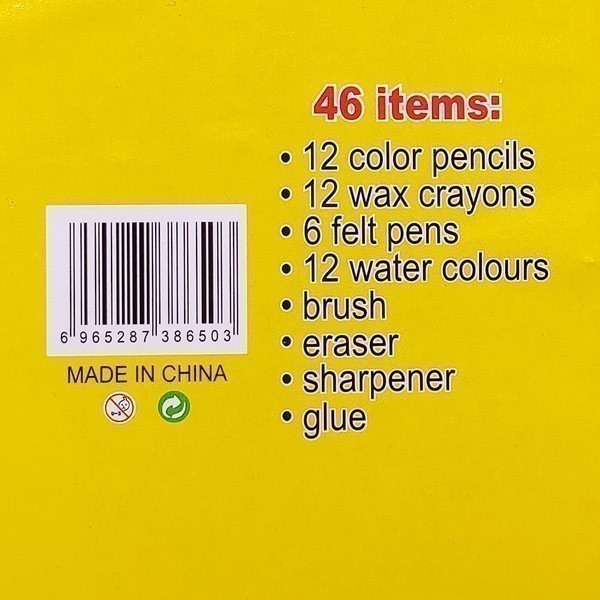 46 items:
• 12 color pencils
• 12 wax crayons
• 6 felt pens
• 12 water colours
• brush
• eraser
• sharpener
• glue
6 965287 386503
MADE IN CHINA